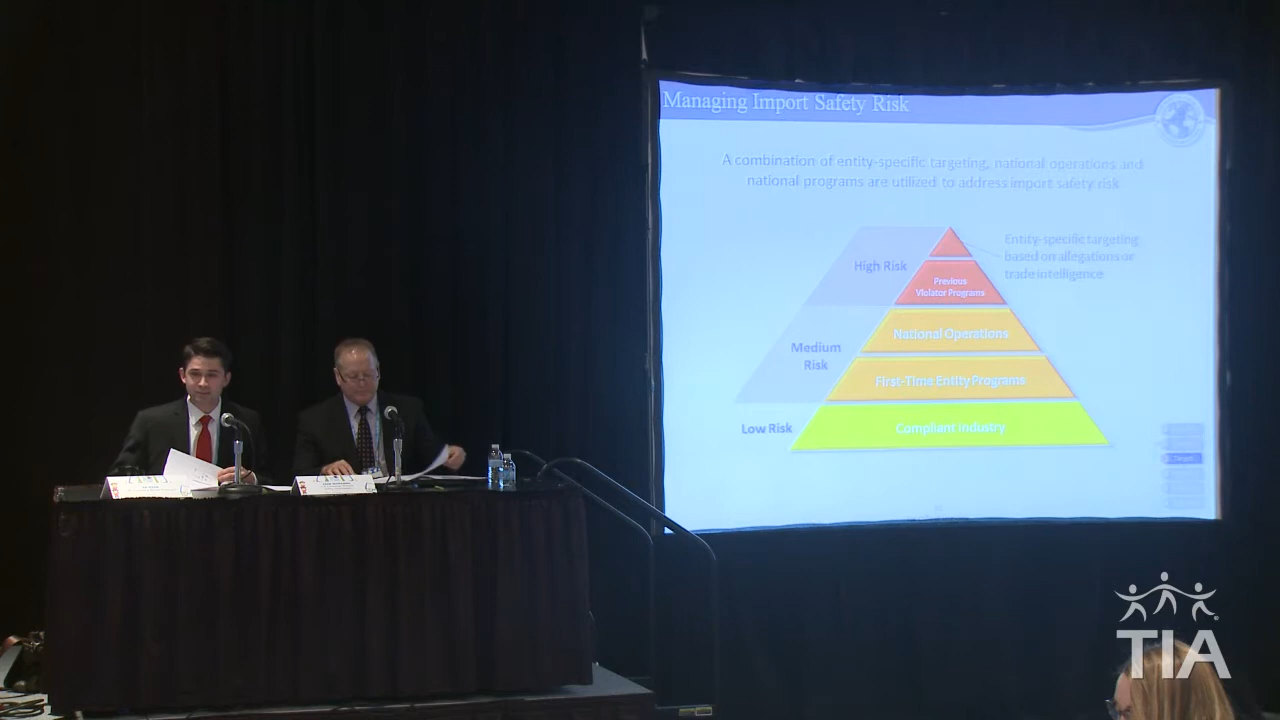 Managing Import Safety Risk
A combination of entity-specific targeting, national operations and
national programs are utilized to address import safety risk
Entity-specific targeting
based on allegations or
trade intelligence
High Risk
Previous
Violator Programs
National Operations
Medium
Risk
First-Time Entity Programs
Low Risk
Compliant Industry
Target
TIA